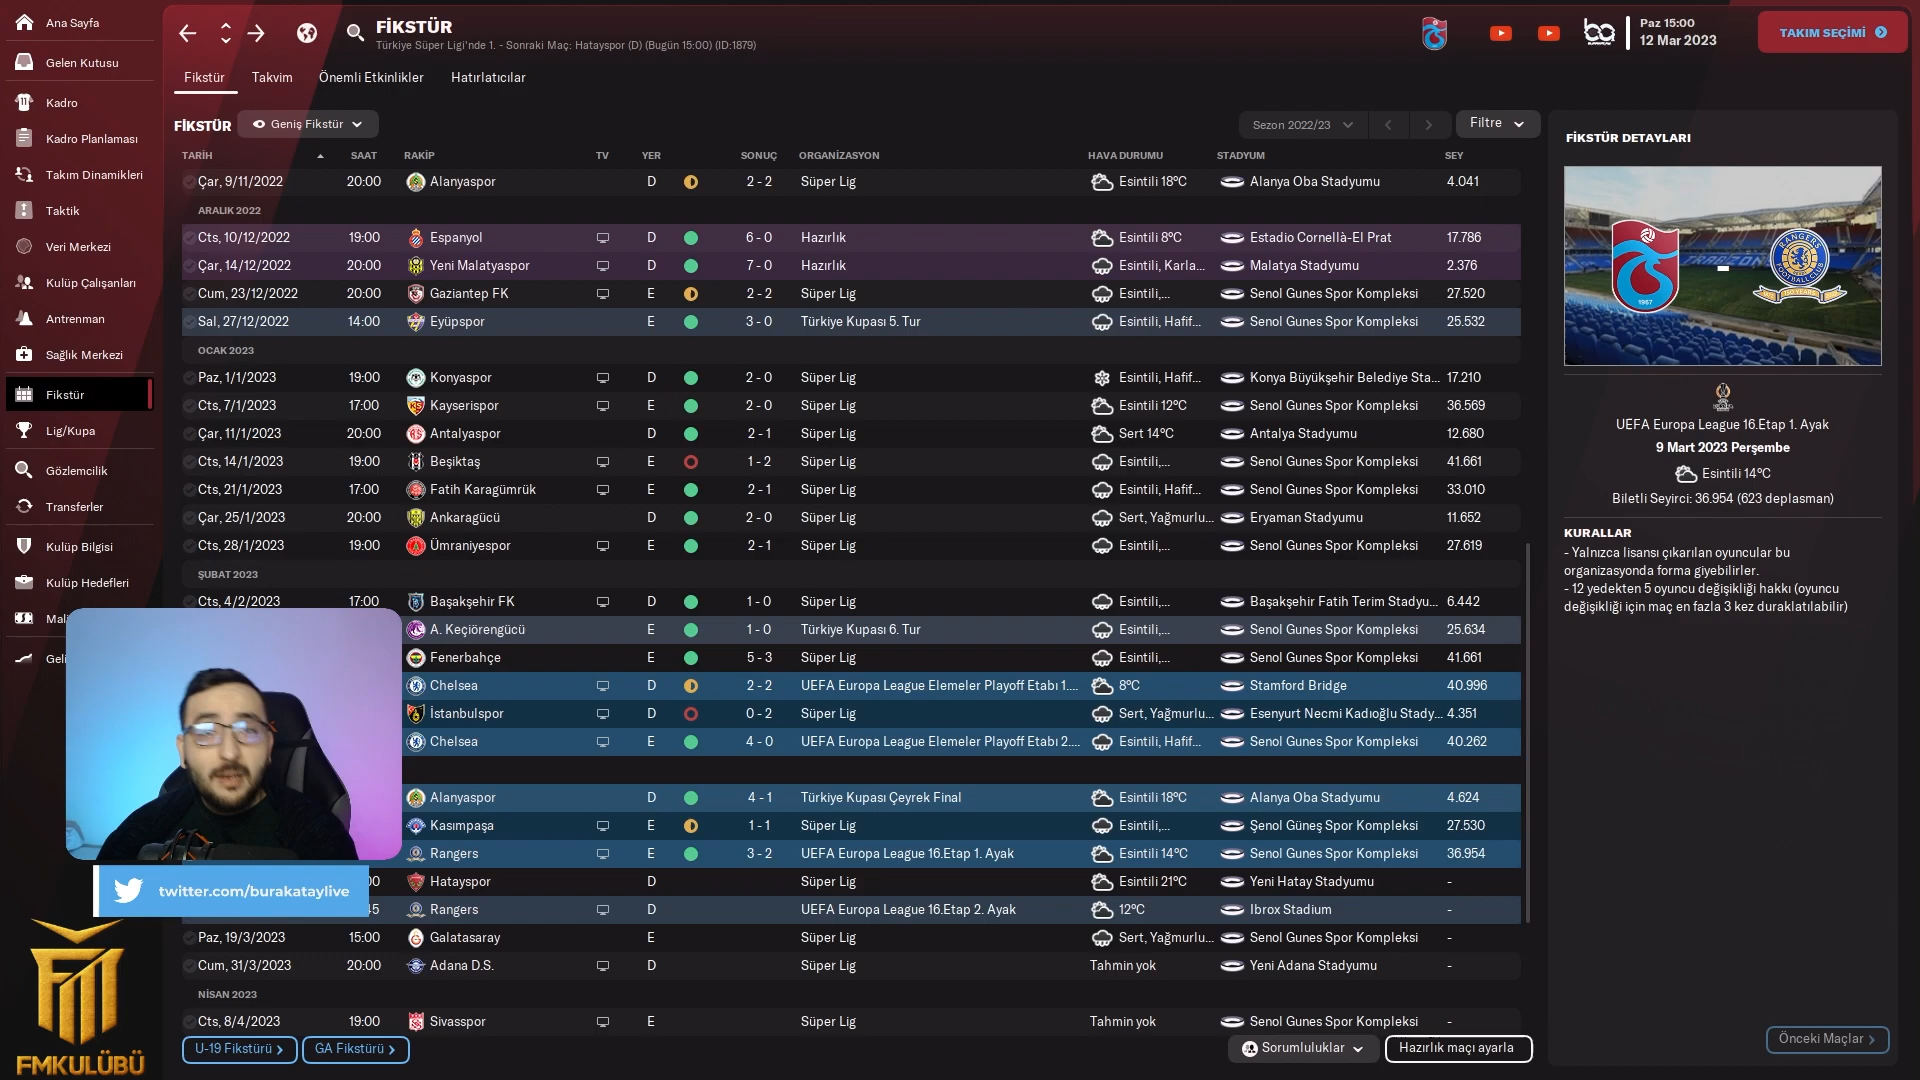 Ana Sayfa
Gelen Kutusu
Kadro
Kadro Planlaması
Takım Dinamikleri
Taktik
Veri Merkezi
Kulüp Çalışanları
Antrenman
Sağlık Merkezi
Fikstür
Lig/Kupa
Gözlemcilik
Transferler
Kulüp Bilgisi
Kulüp Hedefleri
FİKSTÜR
Türkiye Süper Ligi'nde 1. - Sonraki Maç: Hatayspor (D) (Bugün 15:00) (ID:1879)
Paz 15:00
12 Mar 2023
TAKIM SEÇİMİ
Fikstür Takvim Önemli Etkinlikler Hatırlatıcılar
FİKSTÜR Geniş Fikstür Sezon 2022/23 Filtre
TARİH SAAT RAKİP TV YER SONUÇ ORGANİZASYON HAVA DURUMU STADYUM SEY
Çar, 9/11/2022 20:00 Alanyaspor D 2 - 2 Süper Lig Esintili 18°C Alanya Oba Stadyumu 4.041
ARALIK 2022
Cts, 10/12/2022 19:00 Espanyol D 6 - 0 Hazırlık Esintili 8°C Estadio Cornellà-El Prat 17.786
Çar, 14/12/2022 20:00 Yeni Malatyaspor D 7 - 0 Hazırlık Esintili, Karla... Malatya Stadyumu 2.376
Cum, 23/12/2022 20:00 Gaziantep FK E 2 - 2 Süper Lig Esintili,... Senol Gunes Spor Kompleksi 27.520
Sal, 27/12/2022 14:00 Eyüpspor E 3 - 0 Türkiye Kupası 5. Tur Esintili, Hafif... Senol Gunes Spor Kompleksi 25.532
OCAK 2023
Paz, 1/1/2023 19:00 Konyaspor D 2 - 0 Süper Lig Esintili, Hafif... Konya Büyükşehir Belediye Sta... 17.210
Cts, 7/1/2023 17:00 Kayserispor E 2 - 0 Süper Lig Esintili 12°C Senol Gunes Spor Kompleksi 36.569
Çar, 11/1/2023 20:00 Antalyaspor D 2 - 1 Süper Lig Sert 14°C Antalya Stadyumu 12.680
Cts, 14/1/2023 19:00 Beşiktaş E 1 - 2 Süper Lig Esintili,... Senol Gunes Spor Kompleksi 41.661
Cts, 21/1/2023 17:00 Fatih Karagümrük E 2 - 1 Süper Lig Esintili, Hafif... Senol Gunes Spor Kompleksi 33.010
Çar, 25/1/2023 20:00 Ankaragücü D 2 - 0 Süper Lig Sert, Yağmurlu... Eryaman Stadyumu 11.652
Cts, 28/1/2023 19:00 Ümraniyespor E 2 - 1 Süper Lig Esintili,... Senol Gunes Spor Kompleksi 27.619
ŞUBAT 2023
Cts, 4/2/2023 17:00 Başakşehir FK D 1 - 0 Süper Lig Esintili,... Başakşehir Fatih Terim Stadyu... 6.442
Mali
A. Keçiörengücü E 1 - 0 Türkiye Kupası 6. Tur Esintili,... Senol Gunes Spor Kompleksi 25.634
Geli
Fenerbahçe E 5 - 3 Süper Lig Esintili,... Senol Gunes Spor Kompleksi 41.661
Chelsea D 2 - 2 UEFA Europa League Elemeler Playoff Etabı 1.... 8°C Stamford Bridge 40.996
İstanbulspor D 0 - 2 Süper Lig Sert, Yağmurlu... Esenyurt Necmi Kadıoğlu Stady... 4.351
Chelsea E 4 - 0 UEFA Europa League Elemeler Playoff Etabı 2.... Esintili, Hafif... Senol Gunes Spor Kompleksi 40.262
Alanyaspor D 4 - 1 Türkiye Kupası Çeyrek Final Esintili 18°C Alanya Oba Stadyumu 4.624
Kasımpaşa E 1 - 1 Süper Lig Esintili,... Şenol Güneş Spor Kompleksi 27.530
Rangers E 3 - 2 UEFA Europa League 16.Etap 1. Ayak Esintili 14°C Senol Gunes Spor Kompleksi 36.954
00 Hatayspor D Süper Lig Esintili 21°C Yeni Hatay Stadyumu -
45 Rangers D UEFA Europa League 16.Etap 2. Ayak 12°C Ibrox Stadium -
Paz, 19/3/2023 15:00 Galatasaray E Süper Lig Sert, Yağmurlu... Senol Gunes Spor Kompleksi -
Cum, 31/3/2023 20:00 Adana D.S. D Süper Lig Tahmin yok Yeni Adana Stadyumu -
NİSAN 2023
Cts, 8/4/2023 19:00 Sivasspor E Süper Lig Tahmin yok Senol Gunes Spor Kompleksi -
U-19 Fikstürü GA Fikstürü Sorumluluklar Hazırlık maçı ayarla
twitter.com/burakataylive
FMKULÜBÜ
FİKSTÜR DETAYLARI
1967
RANGERS
FOOTBALL CLUB
150 YEARS
UEFA Europa League 16.Etap 1. Ayak
9 Mart 2023 Perşembe
Esintili 14°C
Biletli Seyirci: 36.954 (623 deplasman)
KURALLAR
- Yalnızca lisansı çıkarılan oyuncular bu
organizasyonda forma giyebilirler.
- 12 yedekten 5 oyuncu değişikliği hakkı (oyuncu
değişikliği için maç en fazla 3 kez duraklatılabilir)
Önceki Maçlar